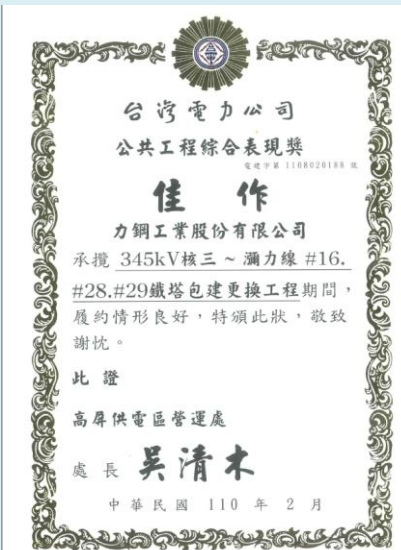 台灣電力公司
公共工程綜合表現獎
電建字第 1108020188 號
佳作
力鋼工業股份有限公司
承攬 345kV核三~瀰力線 #16.
#28.#29鐵塔包建更換工程期間，
履約情形良好，特頒此狀，敬致
謝忱。
此證
高屏供電區營運處
處長 吳清木
中華民國 110 年 2 月